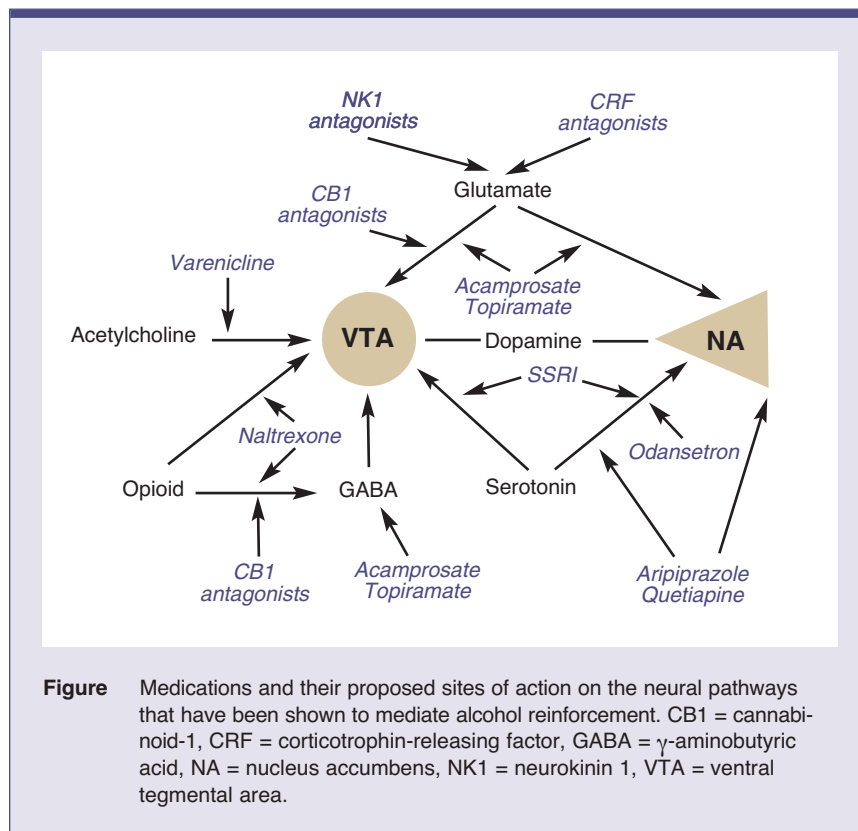 NK1
antagonists
CRF
antagonists
Glutamate
CB1
antagonists
Varenicline
Acamprosate
Topiramate
Acetylcholine
VTA
Dopamine
NA
SSRI
Naltrexone
Odansetron
Opioid
GABA
Serotonin
CB1
antagonists
Acamprosate
Topiramate
Aripiprazole
Quetiapine
Figure Medications and their proposed sites of action on the neural pathways
that have been shown to mediate alcohol reinforcement. CB1 = cannabi-
noid-1, CRF = corticotrophin-releasing factor, GABA = γ-aminobutyric
acid, NA = nucleus accumbens, NK1 = neurokinin 1, VTA = ventral
tegmental area.